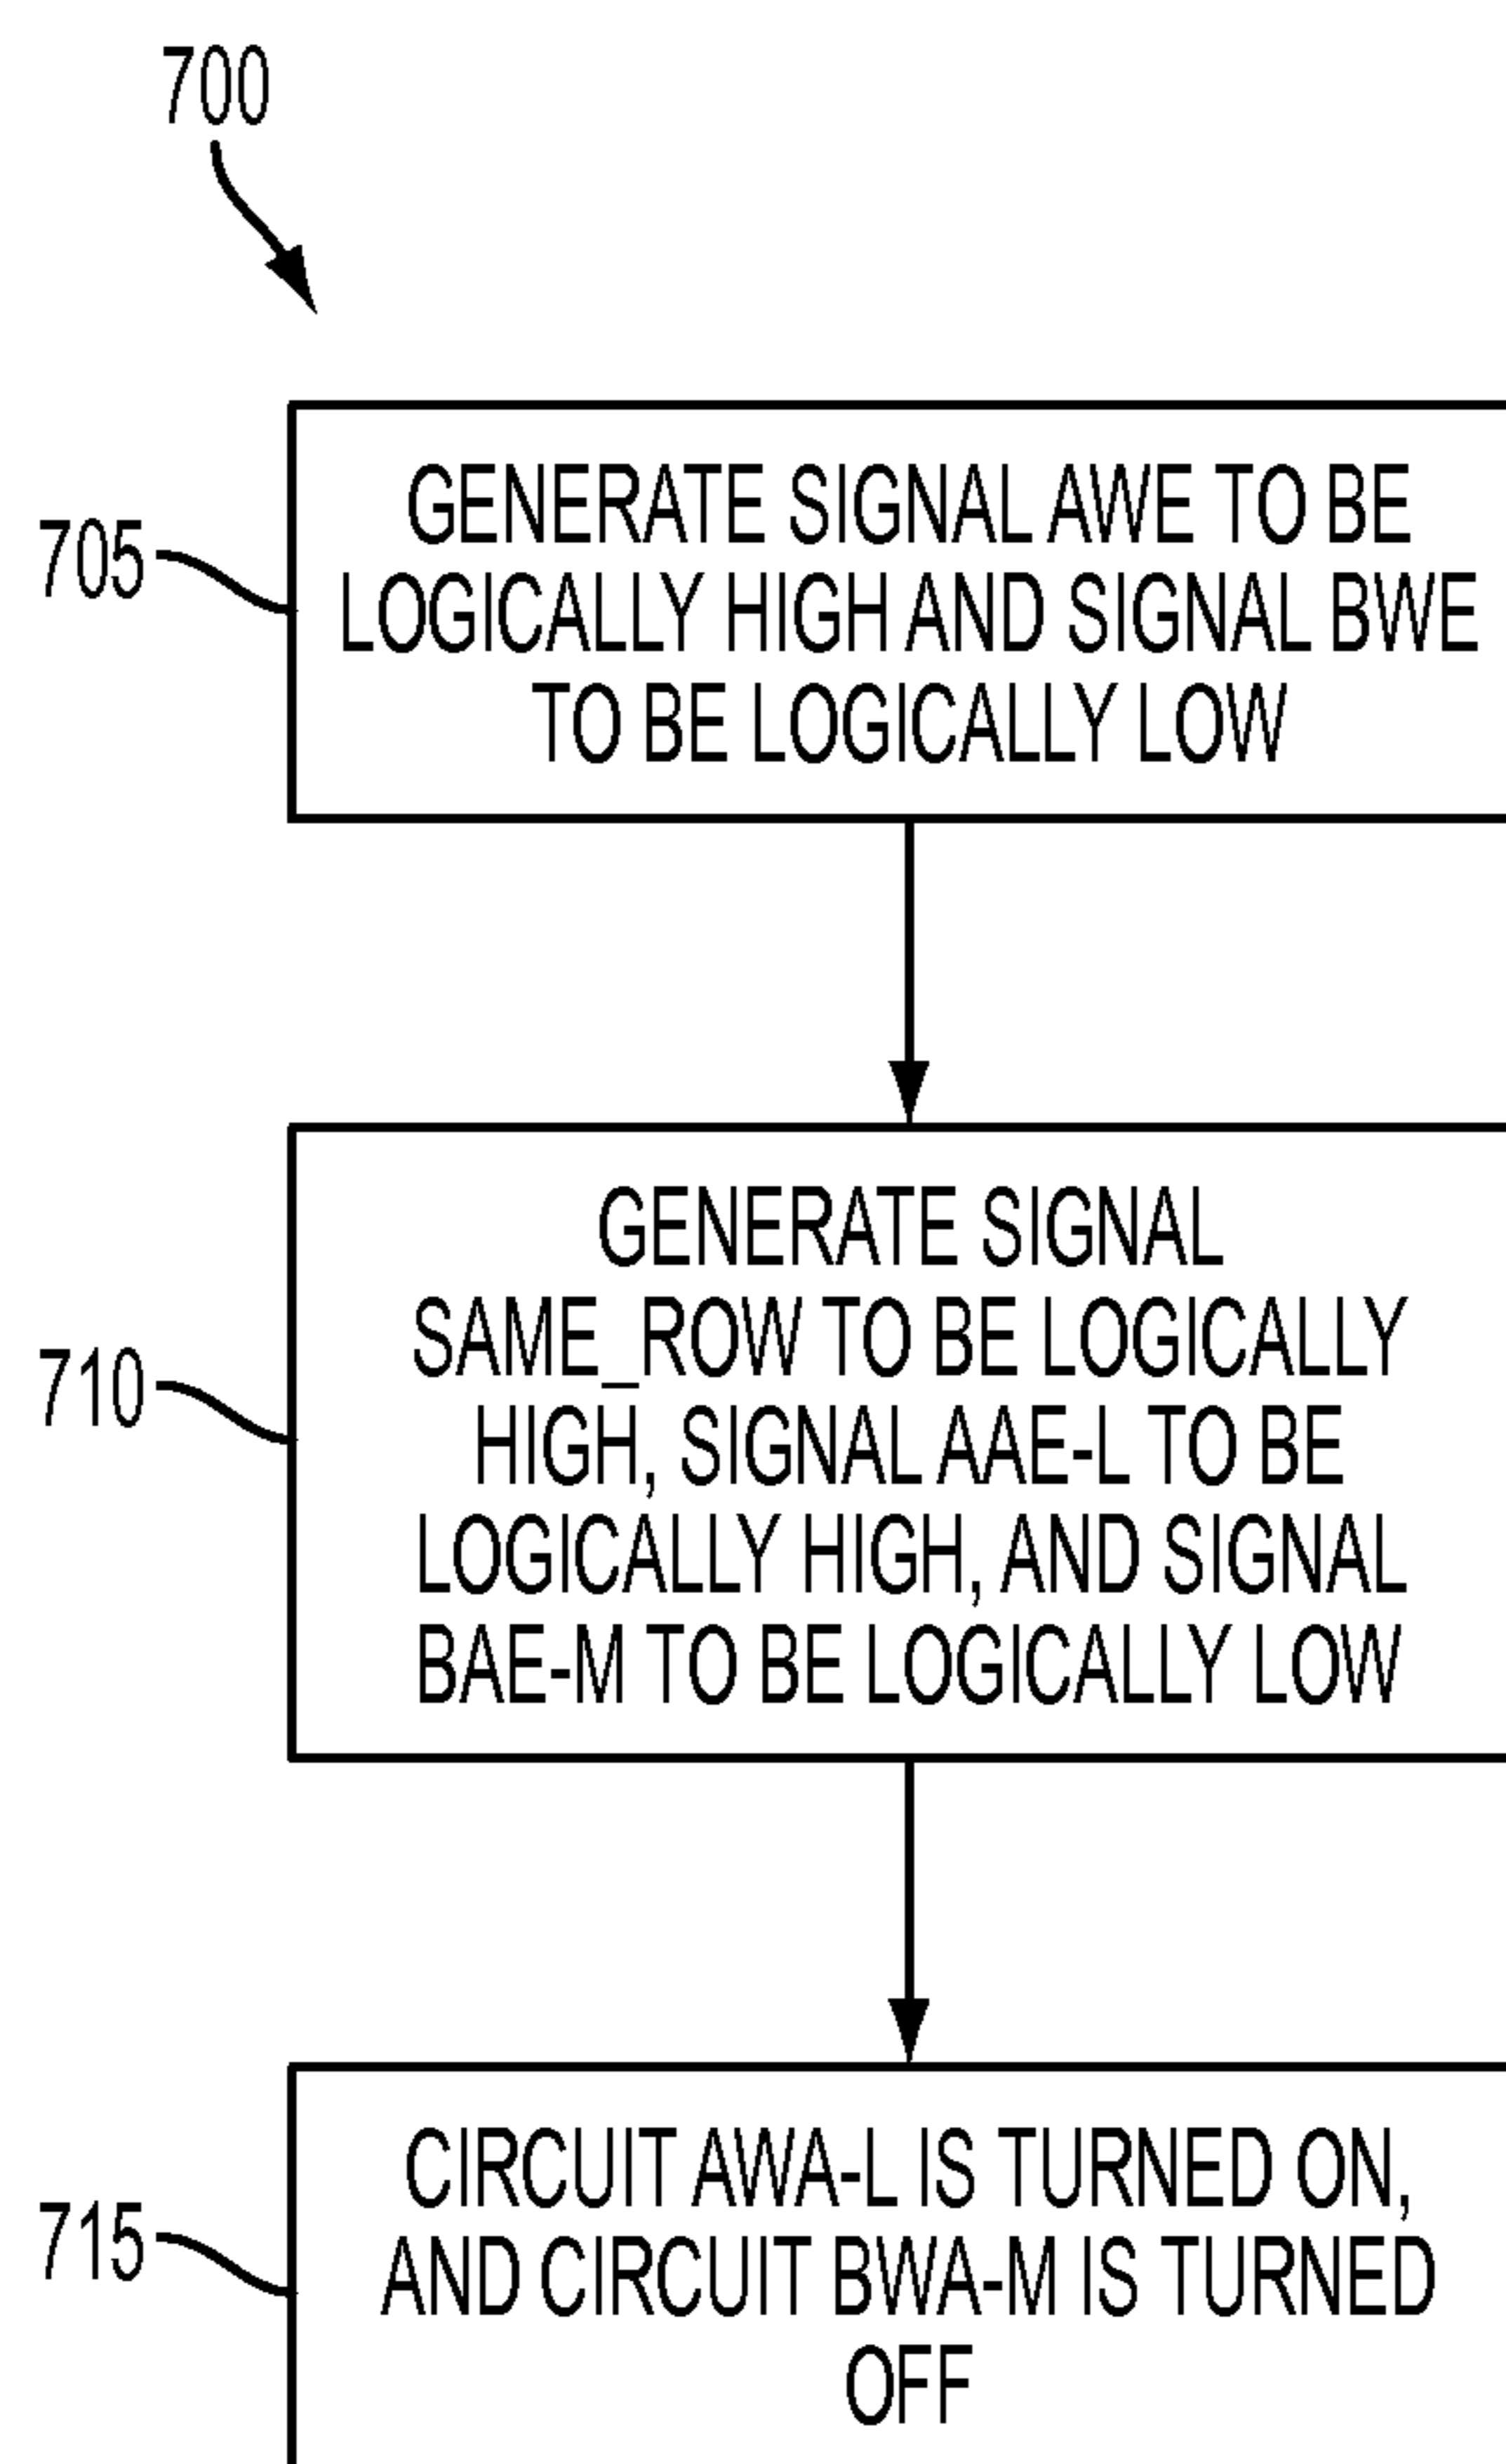 700
705
GENERATE SIGNAL AWE TO BE
LOGICALLY HIGH AND SIGNAL BWE
TO BE LOGICALLY LOW
710
GENERATE SIGNAL
SAME_ROW TO BE LOGICALLY
HIGH, SIGNAL AAE-L TO BE
LOGICALLY HIGH, AND SIGNAL
BAE-M TO BE LOGICALLY LOW
715
CIRCUIT AWA-L IS TURNED ON,
AND CIRCUIT BWA-M IS TURNED
OFF